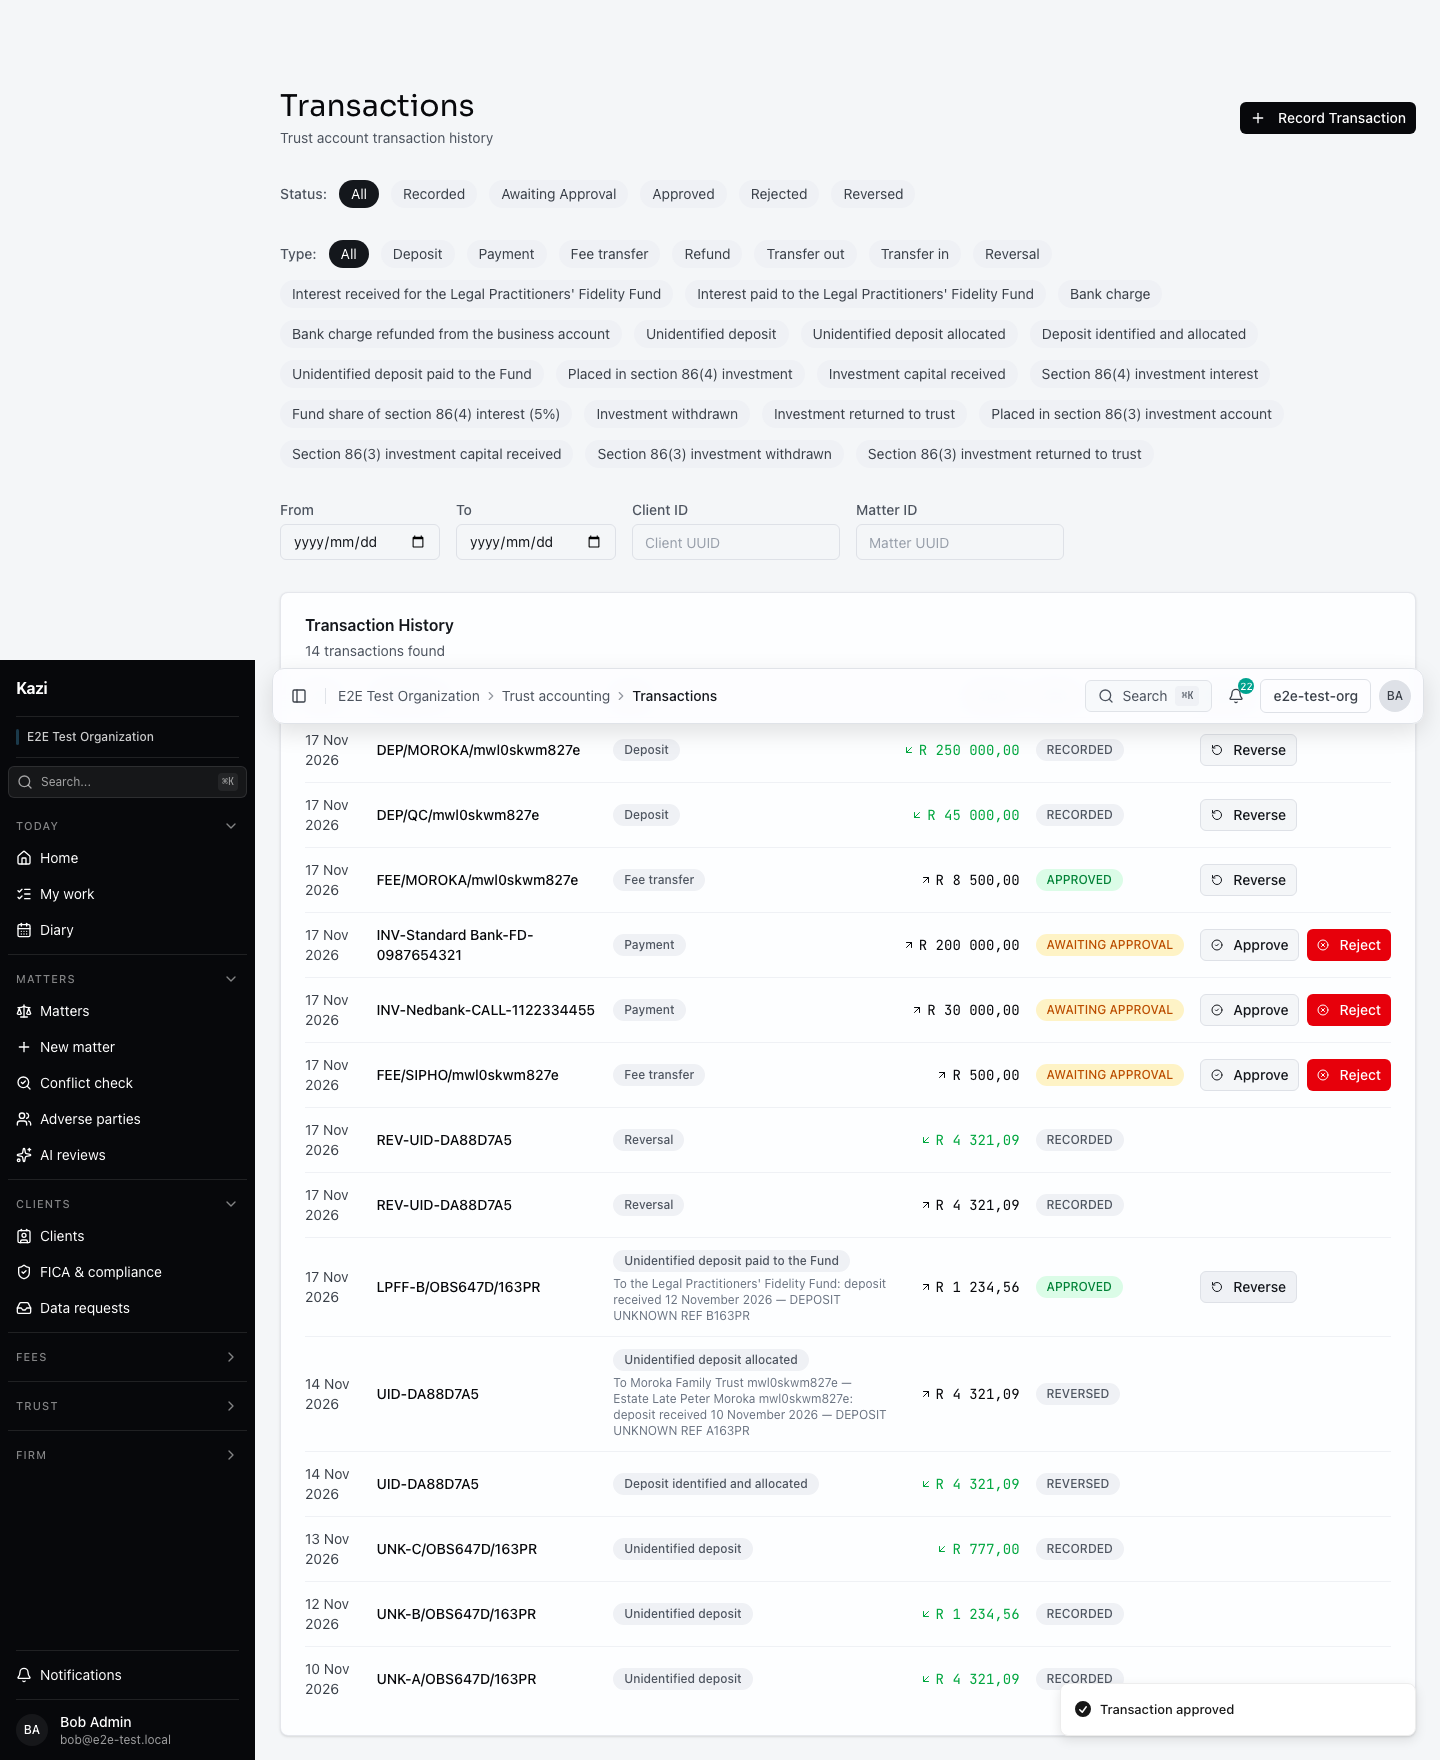 Transactions
Trust account transaction history
Record Transaction
Status: All Recorded Awaiting Approval Approved Rejected Reversed
Type: All Deposit Payment Fee transfer Refund Transfer out Transfer in Reversal
Interest received for the Legal Practitioners' Fidelity Fund Interest paid to the Legal Practitioners' Fidelity Fund Bank charge
Bank charge refunded from the business account Unidentified deposit Unidentified deposit allocated Deposit identified and allocated
Unidentified deposit paid to the Fund Placed in section 86(4) investment Investment capital received Section 86(4) investment interest
Fund share of section 86(4) interest (5%) Investment withdrawn Investment returned to trust Placed in section 86(3) investment account
Section 86(3) investment capital received Section 86(3) investment withdrawn Section 86(3) investment returned to trust
From To Client ID Matter ID
yyyy/mm/dd yyyy/mm/dd Client UUID Matter UUID
Transaction History
14 transactions found
E2E Test Organization Trust accounting Transactions Search ⌘K 22 e2e-test-org BA
17 Nov 2026 DEP/MOROKA/mwl0skwm827e Deposit R 250 000,00 RECORDED Reverse
17 Nov 2026 DEP/QC/mwl0skwm827e Deposit R 45 000,00 RECORDED Reverse
17 Nov 2026 FEE/MOROKA/mwl0skwm827e Fee transfer R 8 500,00 APPROVED Reverse
17 Nov 2026 INV-Standard Bank-FD-0987654321 Payment R 200 000,00 AWAITING APPROVAL Approve Reject
17 Nov 2026 INV-Nedbank-CALL-1122334455 Payment R 30 000,00 AWAITING APPROVAL Approve Reject
17 Nov 2026 FEE/SIPHO/mwl0skwm827e Fee transfer R 500,00 AWAITING APPROVAL Approve Reject
17 Nov 2026 REV-UID-DA88D7A5 Reversal R 4 321,09 RECORDED
17 Nov 2026 REV-UID-DA88D7A5 Reversal R 4 321,09 RECORDED
17 Nov 2026 LPFF-B/OBS647D/163PR Unidentified deposit paid to the Fund R 1 234,56 APPROVED Reverse
To the Legal Practitioners' Fidelity Fund: deposit
received 12 November 2026 — DEPOSIT
UNKNOWN REF B163PR
14 Nov 2026 UID-DA88D7A5 Unidentified deposit allocated R 4 321,09 REVERSED
To Moroka Family Trust mwl0skwm827e —
Estate Late Peter Moroka mwl0skwm827e:
deposit received 10 November 2026 — DEPOSIT
UNKNOWN REF A163PR
14 Nov 2026 UID-DA88D7A5 Deposit identified and allocated R 4 321,09 REVERSED
13 Nov 2026 UNK-C/OBS647D/163PR Unidentified deposit R 777,00 RECORDED
12 Nov 2026 UNK-B/OBS647D/163PR Unidentified deposit R 1 234,56 RECORDED
10 Nov 2026 UNK-A/OBS647D/163PR Unidentified deposit R 4 321,09 RECORDED
Transaction approved
Kazi
E2E Test Organization
Search... ⌘K
TODAY
Home
My work
Diary
MATTERS
Matters
New matter
Conflict check
Adverse parties
AI reviews
CLIENTS
Clients
FICA & compliance
Data requests
FEES
TRUST
FIRM
Notifications
BA Bob Admin
bob@e2e-test.local